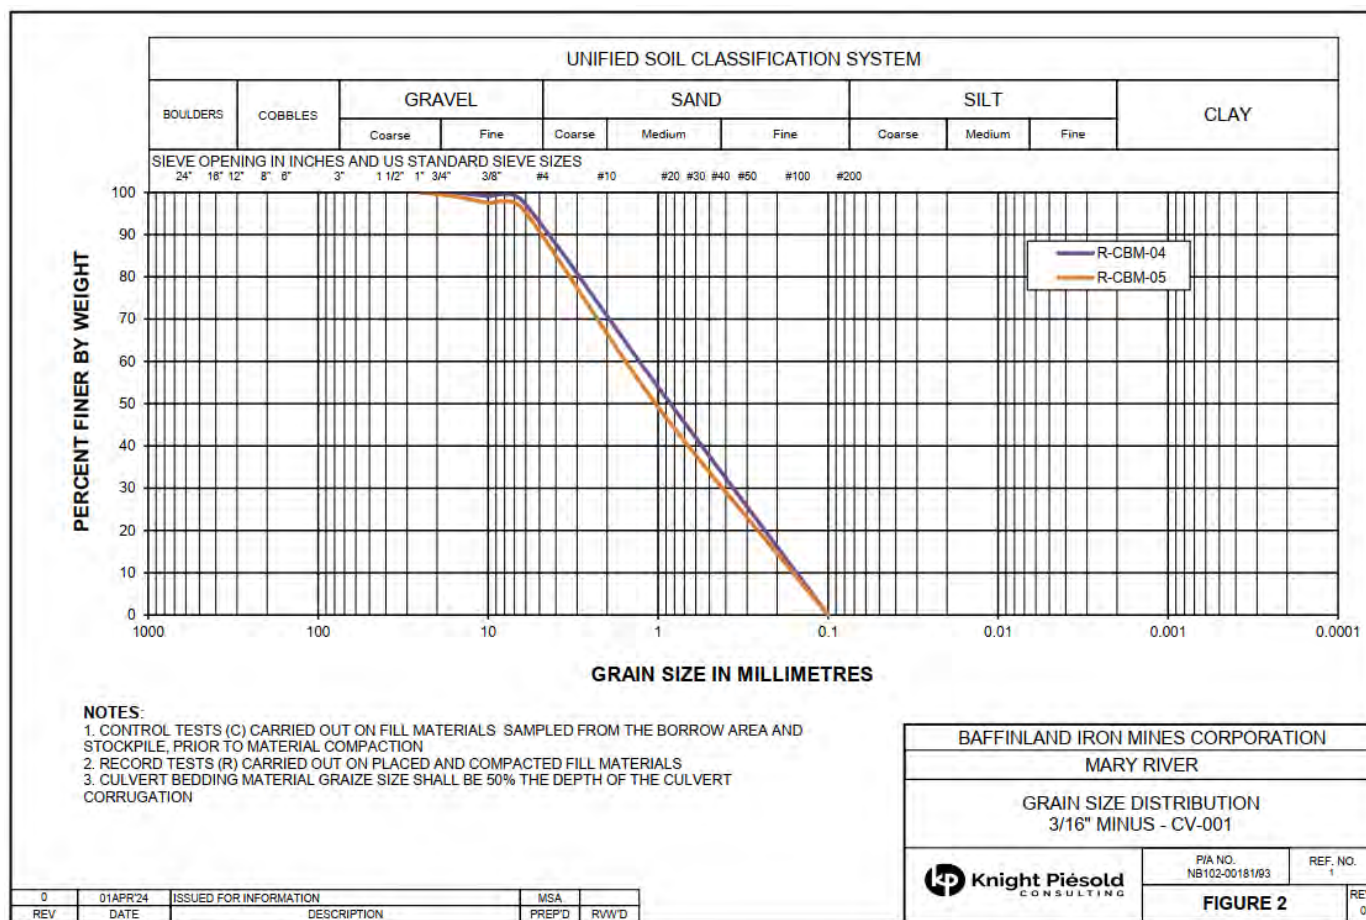 UNIFIED SOIL CLASSIFICATION SYSTEM
BOULDERS COBBLES GRAVEL SAND SILT CLAY
Coarse Fine Coarse Medium Fine Coarse Medium Fine
SIEVE OPENING IN INCHES AND US STANDARD SIEVE SIZES
24" 16" 12" 8" 6" 3" 1 1/2" 1" 3/4" 3/8" #4 #10 #20 #30 #40 #50 #100 #200
100
90
80
70
60
50
40
30
20
10
0
PERCENT FINER BY WEIGHT
R-CBM-04
R-CBM-05
1000 100 10 1 0.1 0.01 0.001 0.0001
GRAIN SIZE IN MILLIMETRES
NOTES:
1. CONTROL TESTS (C) CARRIED OUT ON FILL MATERIALS SAMPLED FROM THE BORROW AREA AND
STOCKPILE, PRIOR TO MATERIAL COMPACTION
2. RECORD TESTS (R) CARRIED OUT ON PLACED AND COMPACTED FILL MATERIALS
3. CULVERT BEDDING MATERIAL GRAIZE SIZE SHALL BE 50% THE DEPTH OF THE CULVERT
CORRUGATION
BAFFINLAND IRON MINES CORPORATION
MARY RIVER
GRAIN SIZE DISTRIBUTION
3/16" MINUS - CV-001
kp Knight Piésold
CONSULTING
P/A NO.
NB102-00181/93
REF. NO.
1
FIGURE 2
RE
0
0 01APR'24 ISSUED FOR INFORMATION MSA
REV DATE DESCRIPTION PREP'D RVW'D